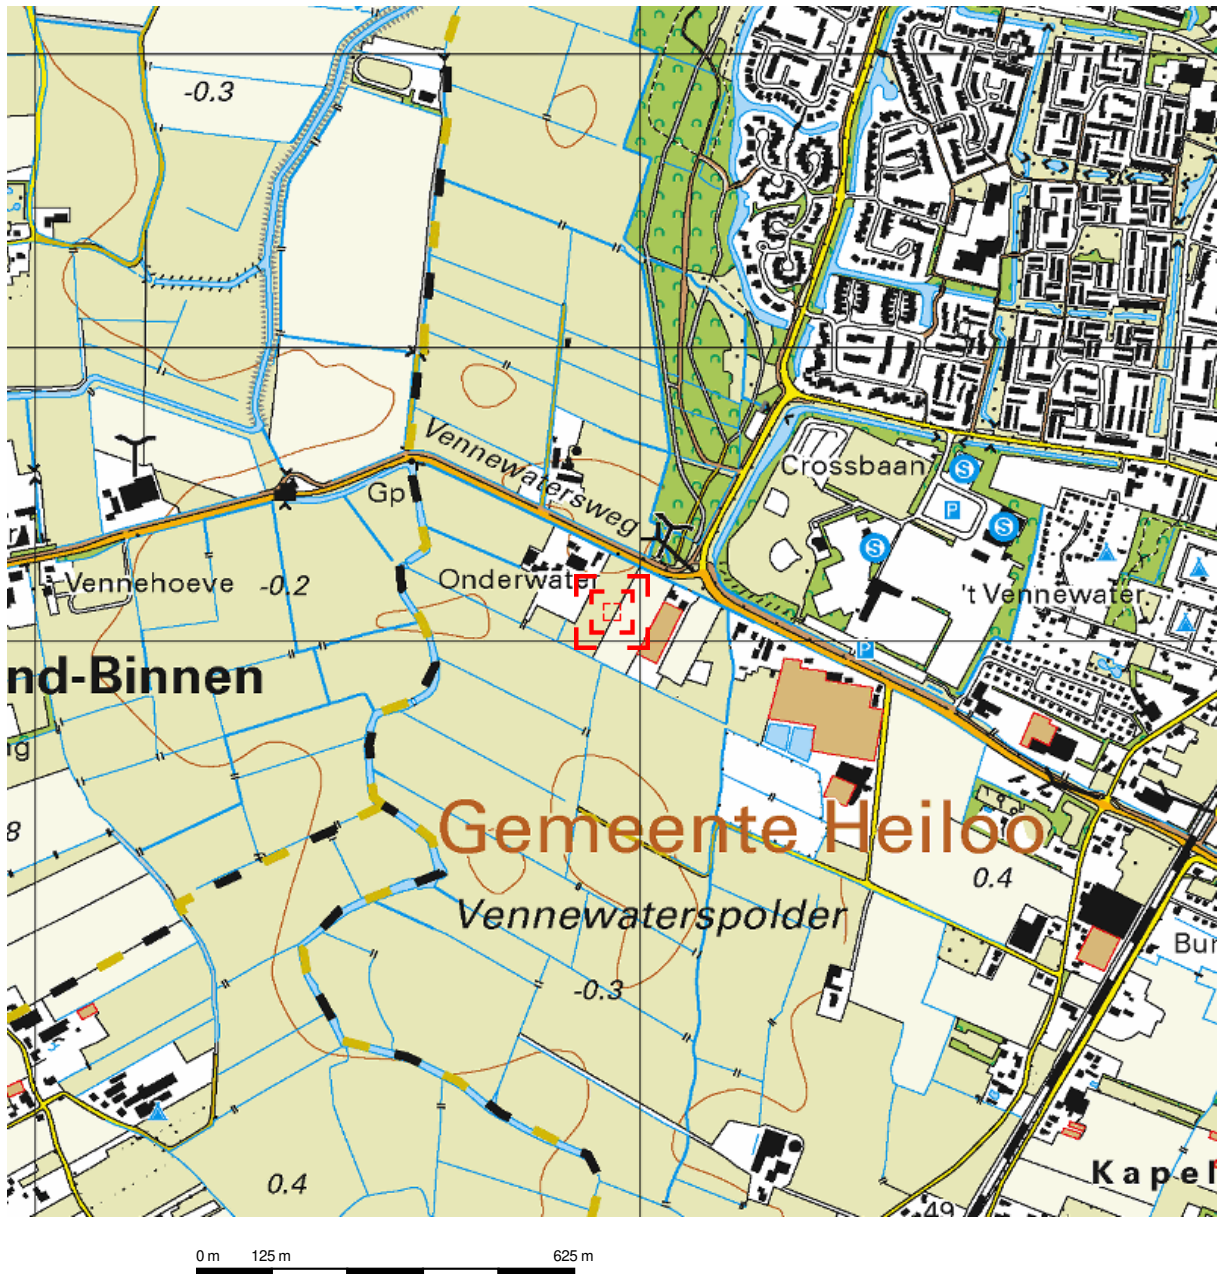 -0.3
Vennewatersweg
Crossbaan
S
Gp
P
S
S
Vennehoeve
-0.2
Onderwater
't Vennewater
P
nd-Binnen
g
8
Gemeente Heiloo
0.4
Vennewaterspolder
Bur
-0.3
0.4
Kapel
49
0 m 125 m 625 m